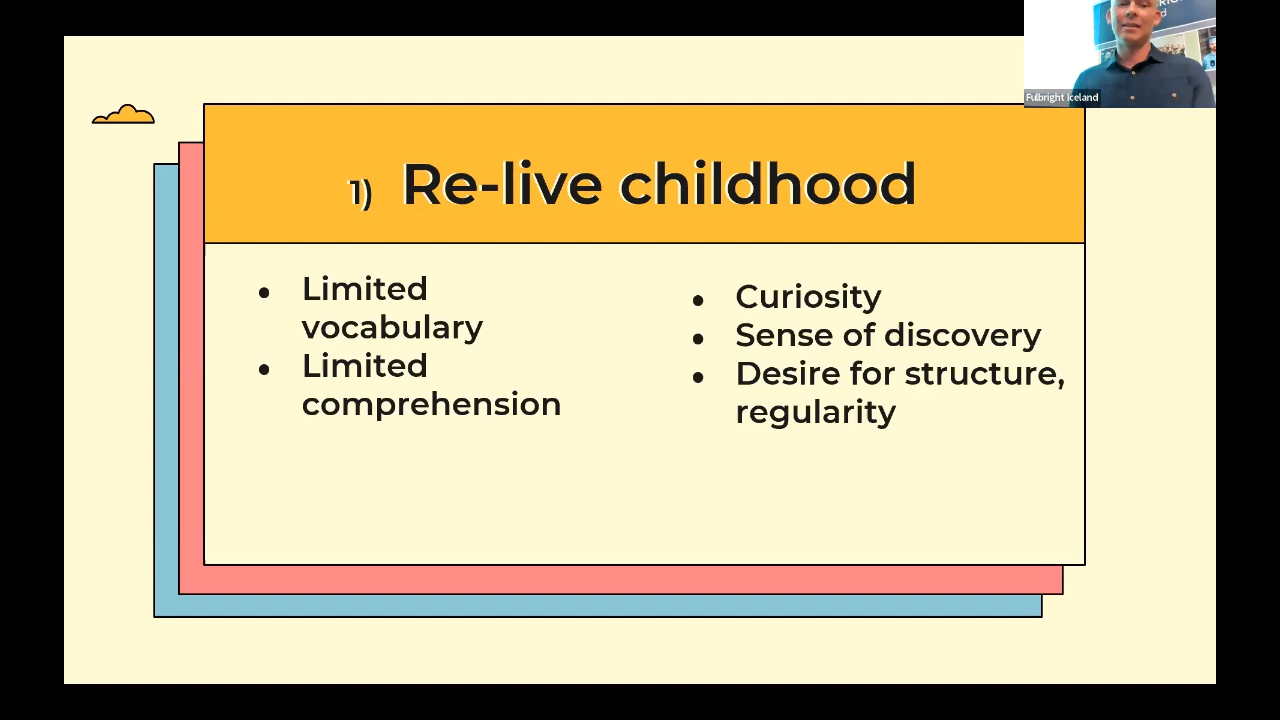 Fulbright Iceland
1) Re-live childhood
• Limited
vocabulary
• Limited
comprehension
• Curiosity
• Sense of discovery
• Desire for structure,
regularity